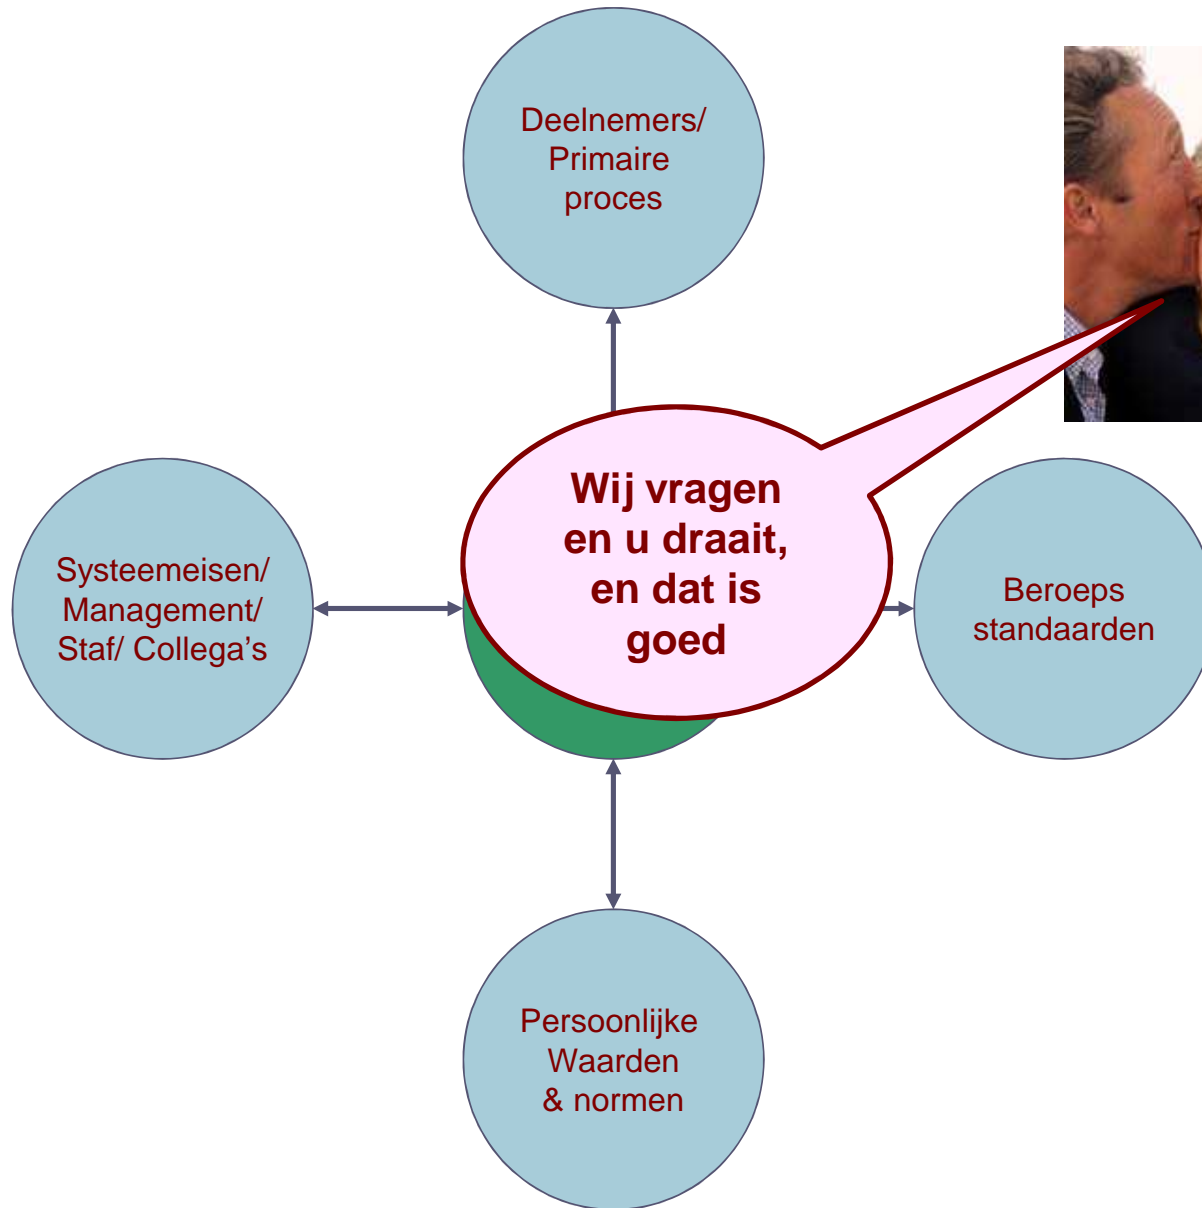 Deelnemers/
Primaire
proces
Wij vragen
en u draait,
en dat is
goed
Systeemeisen/
Management/
Staf/ Collega’s
Beroeps
standaarden
Persoonlijke
Waarden
& normen